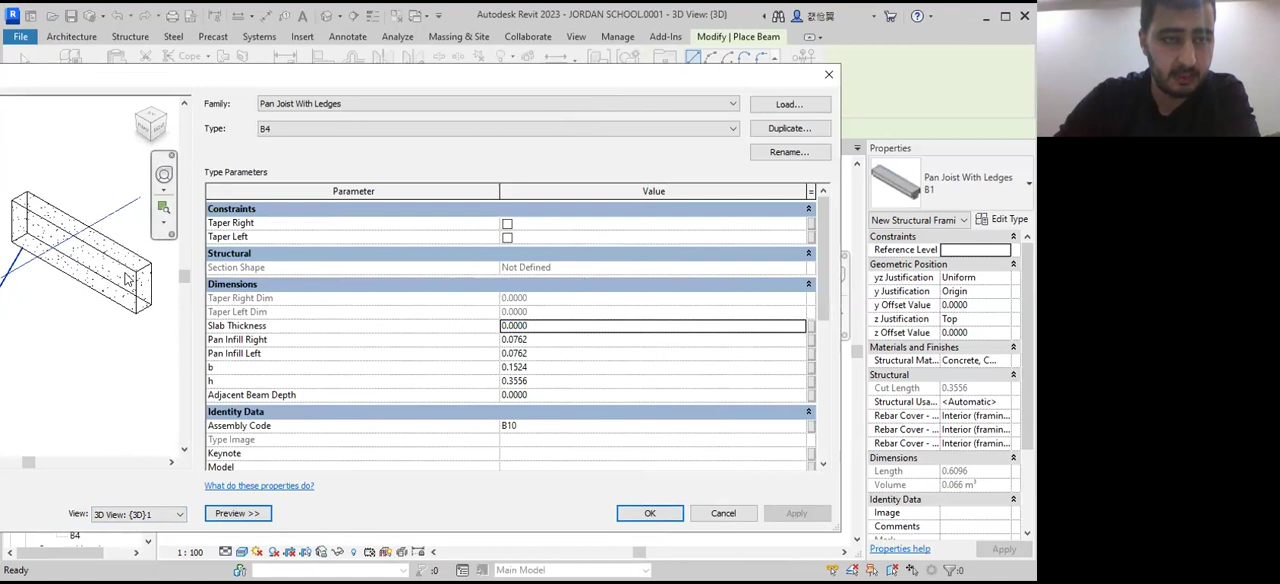 Autodesk Revit 2023 - JORDAN SCHOOL.0001 - 3D View: {3D}
File Architecture Structure Steel Precast Systems Insert Annotate Analyze Massing & Site Collaborate View Manage Add-Ins Modify | Place Beam
Cope
Family: Pan Joist With Ledges Load...
Type: B4 Duplicate...
Rename...
Type Parameters
Parameter Value =
Constraints
Taper Right
Taper Left
Structural
Section Shape Not Defined
Dimensions
Taper Right Dim 0.0000
Taper Left Dim 0.0000
Slab Thickness 0.0000
Pan Infill Right 0.0762
Pan Infill Left 0.0762
b 0.1524
h 0.3556
Adjacent Beam Depth 0.0000
Identity Data
Assembly Code B10
Type Image
Keynote
Model
What do these properties do?
View: 3D View: {3D}1 Preview >> OK Cancel Apply
B4
Properties
Pan Joist With Ledges
B1
New Structural Frami Edit Type
Constraints
Reference Level
Geometric Position
yz Justification Uniform
y Justification Origin
y Offset Value 0.0000
z Justification Top
z Offset Value 0.0000
Materials and Finishes
Structural Mat... Concrete, C...
Structural
Cut Length 0.3556
Structural Usa... <Automatic>
Rebar Cover - ... Interior (framin...
Rebar Cover - ... Interior (framin...
Rebar Cover - ... Interior (framin...
Dimensions
Length 0.6096
Volume 0.066 m³
Identity Data
Image
Comments
Properties help Apply
1 : 100
Ready :0 Main Model :0